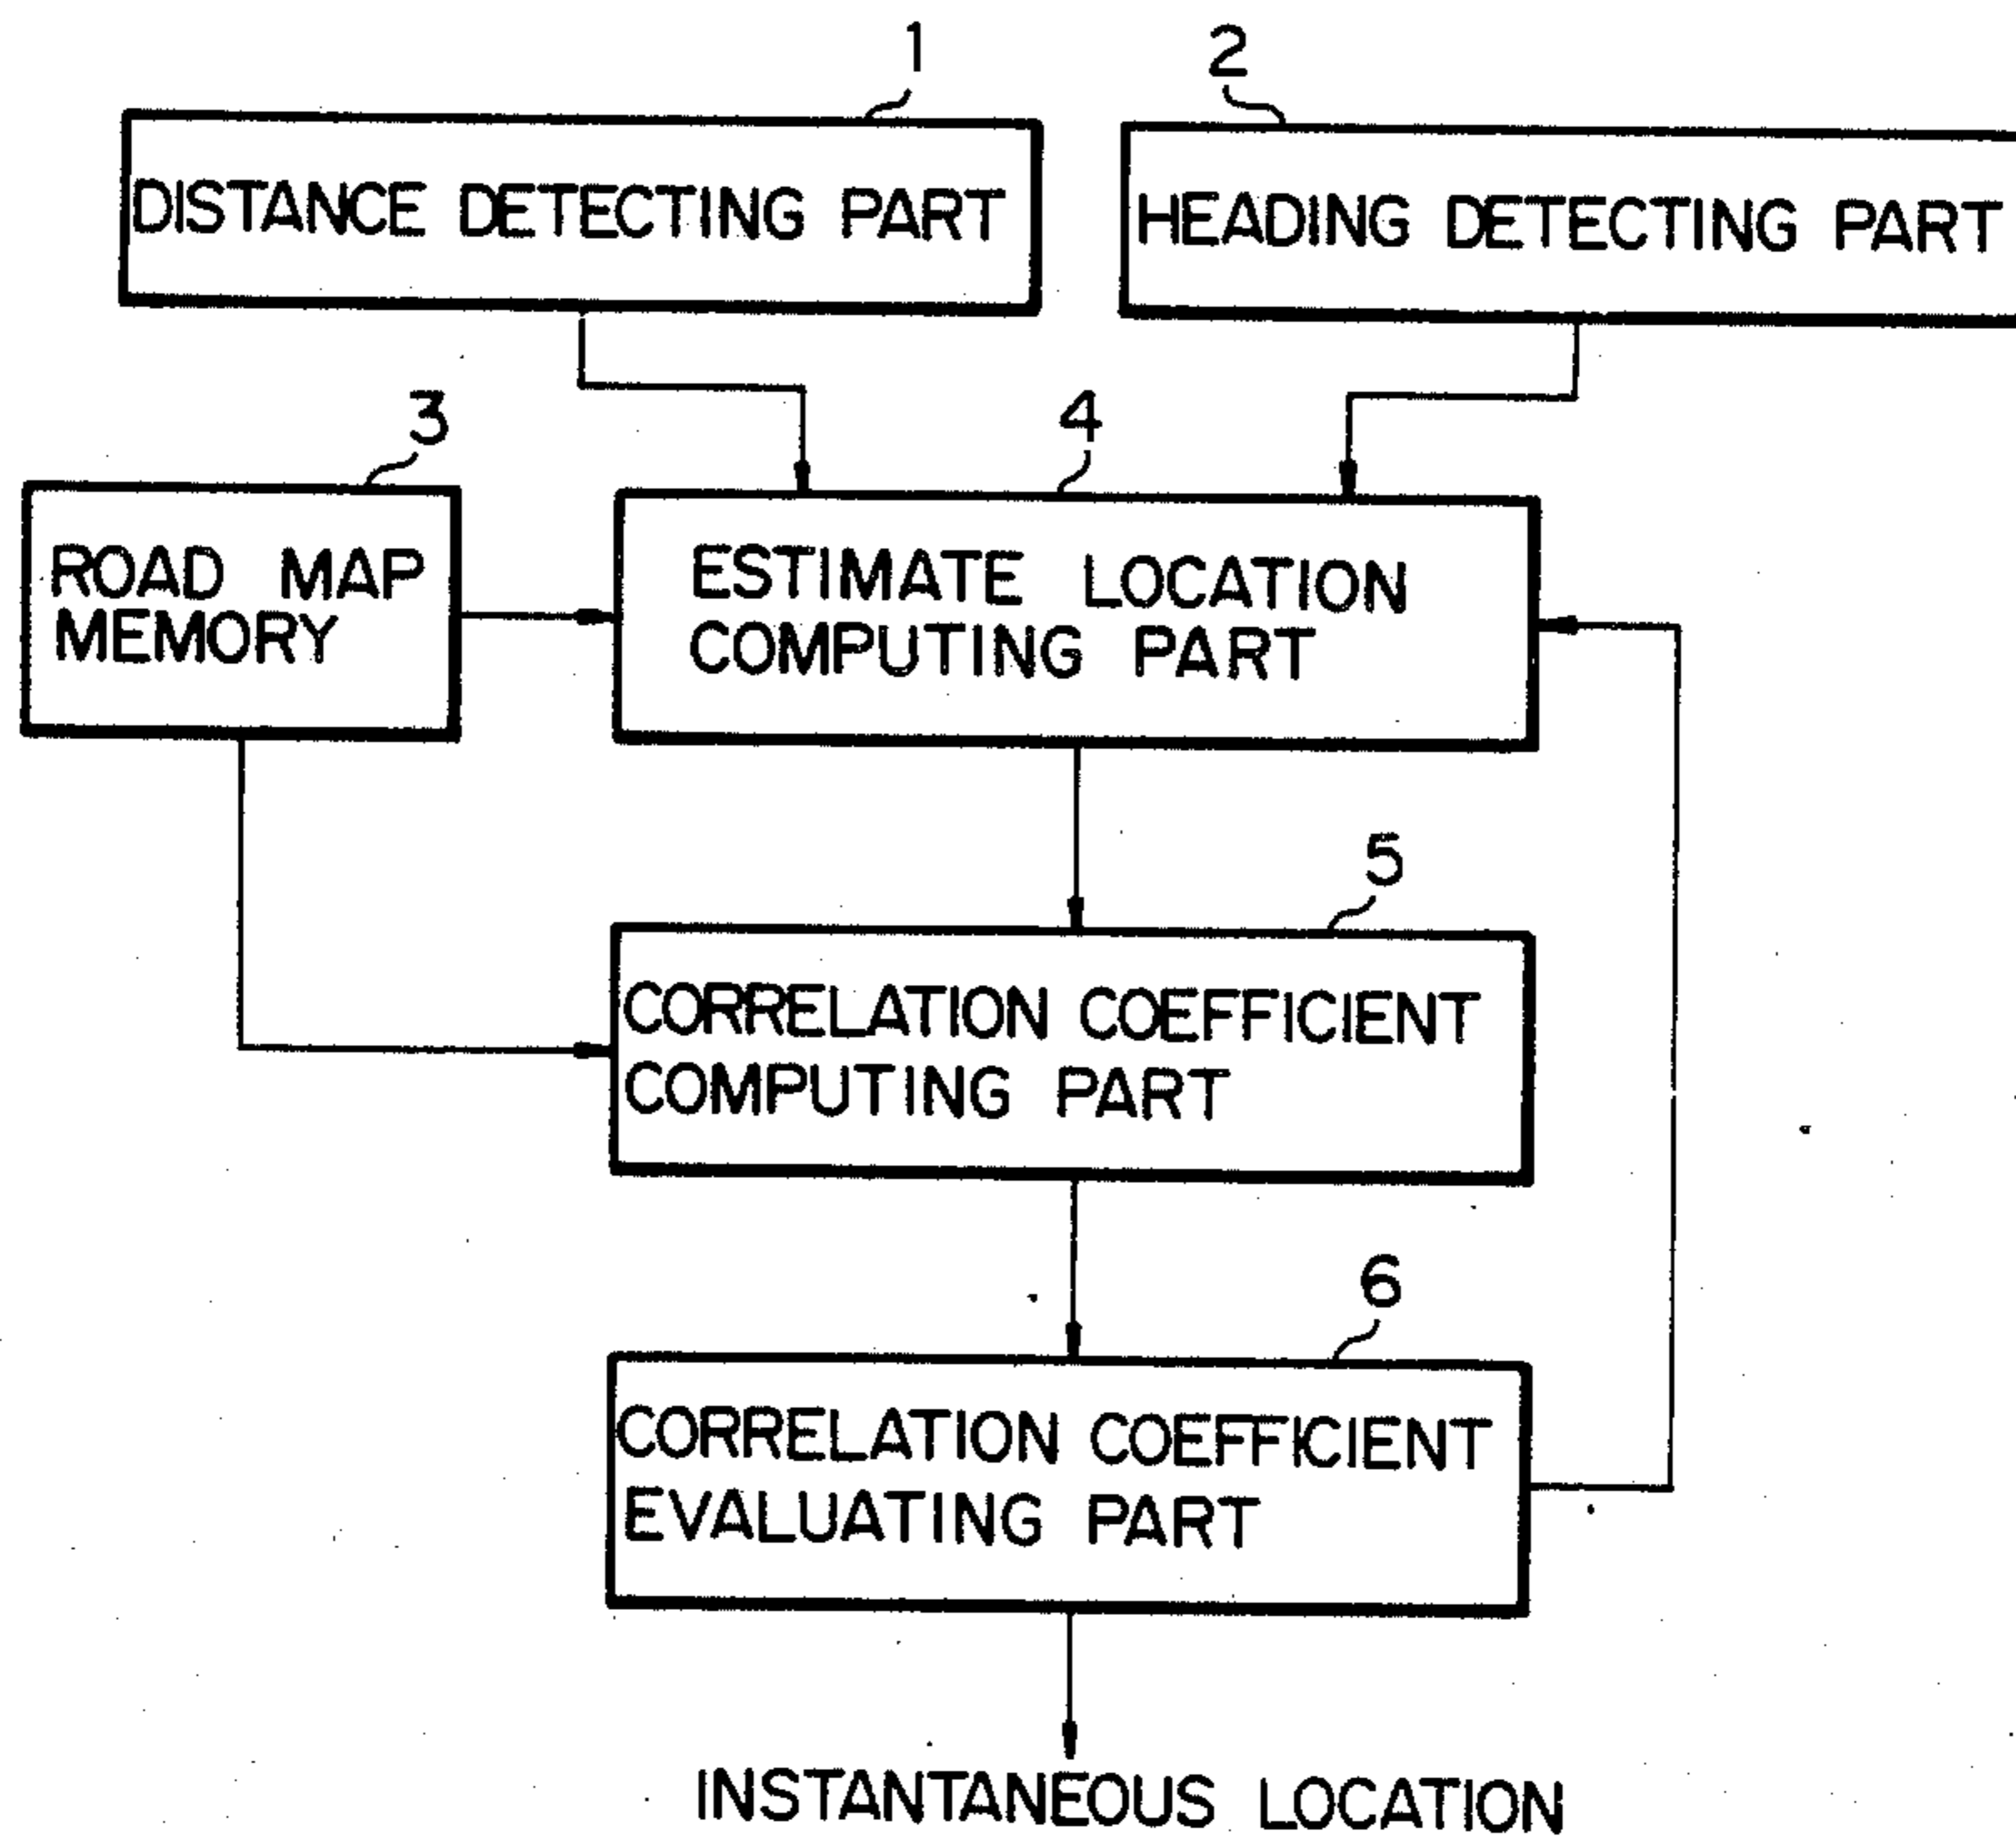 1
2
DISTANCE DETECTING PART
HEADING DETECTING PART
3
4
ROAD MAP
MEMORY
ESTIMATE LOCATION
COMPUTING PART
5
CORRELATION COEFFICIENT
COMPUTING PART
6
CORRELATION COEFFICIENT
EVALUATING PART
INSTANTANEOUS LOCATION